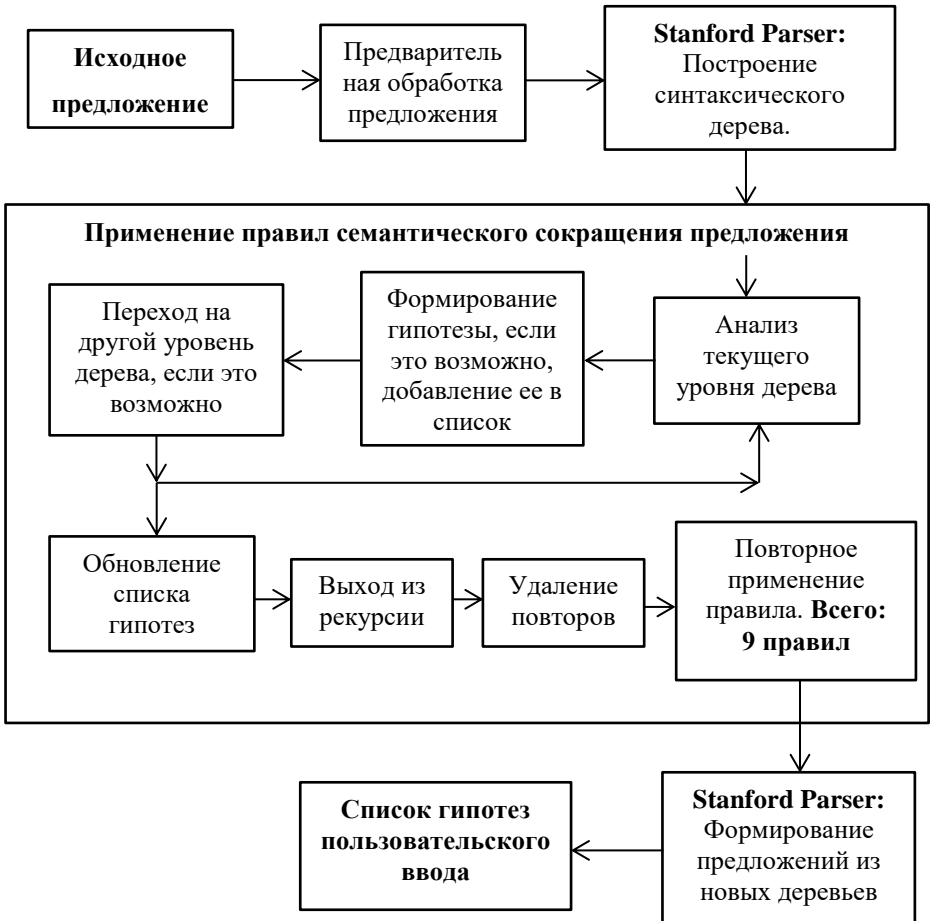 Исходное
предложение
Предваритель
ная обработка
предложения
Stanford Parser:
Построение
синтаксического
дерева.
Применение правил семантического сокращения предложения
Анализ
текущего
уровня дерева
Формирование
гипотезы, если
это возможно,
добавление ее в
список
Переход на
другой уровень
дерева, если это
возможно
Обновление
списка
гипотез
Выход из
рекурсии
Удаление
повторов
Повторное
применение
правила. Всего:
9 правил
Stanford Parser:
Формирование
предложений из
новых деревьев
Список гипотез
пользовательского
ввода